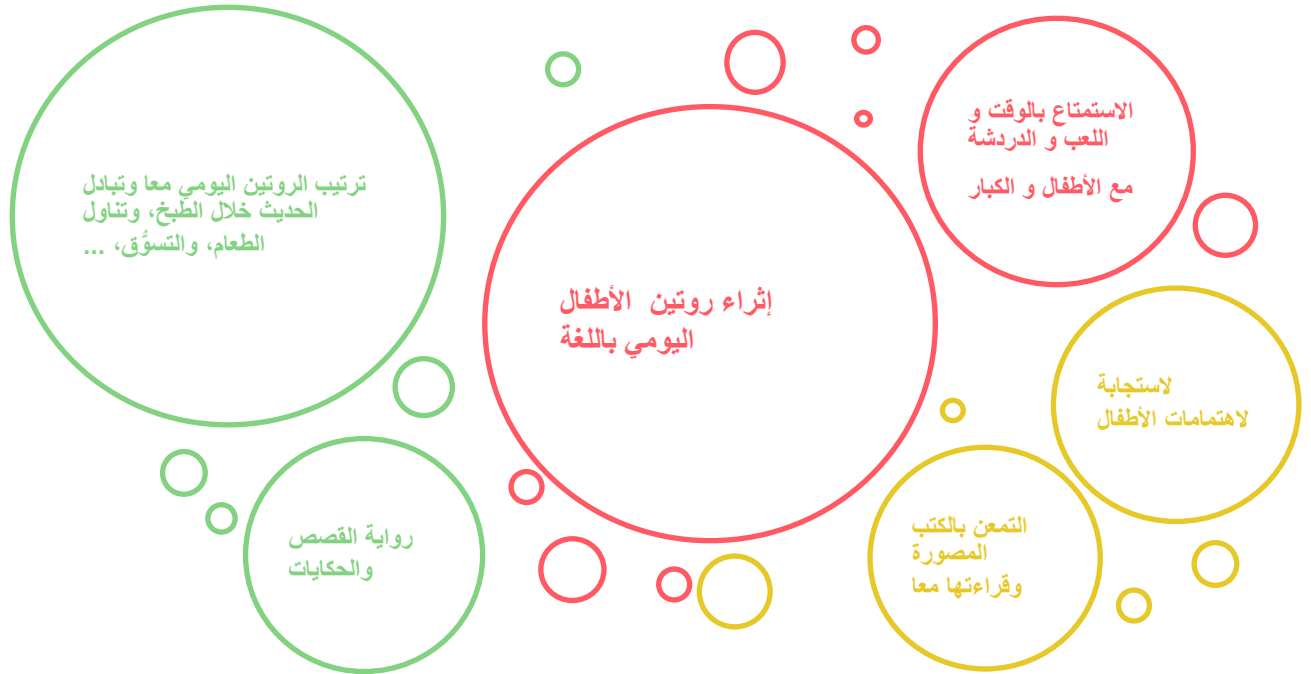 الاستمتاع بالوقت و
اللعب و الدردشة
مع الأطفال و الكبار
ترتيب الروتين اليومي معا وتبادل
الحديث خلال الطبخ، وتناول
الطعام، والتسوُّق، ...
إثراء روتين الأطفال
اليومي باللغة
لاستجابة
لاهتمامات الأطفال
التمعن بالكتب
المصورة
وقراءتها معا
رواية القصص
والحكايات